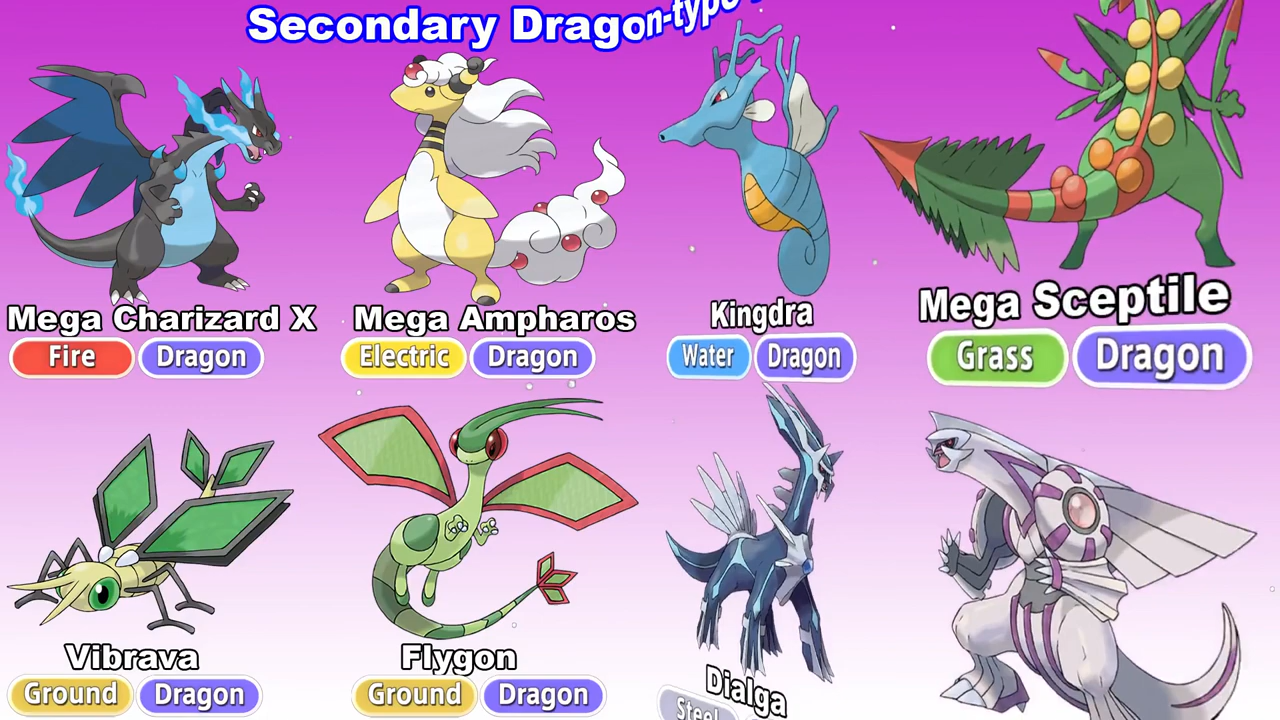 Secondary Dragon-type
Mega Charizard X
Fire Dragon
Mega Ampharos
Electric Dragon
Kingdra
Water Dragon
Mega Sceptile
Grass Dragon
Vibrava
Ground Dragon
Flygon
Ground Dragon
Dialga
Steel